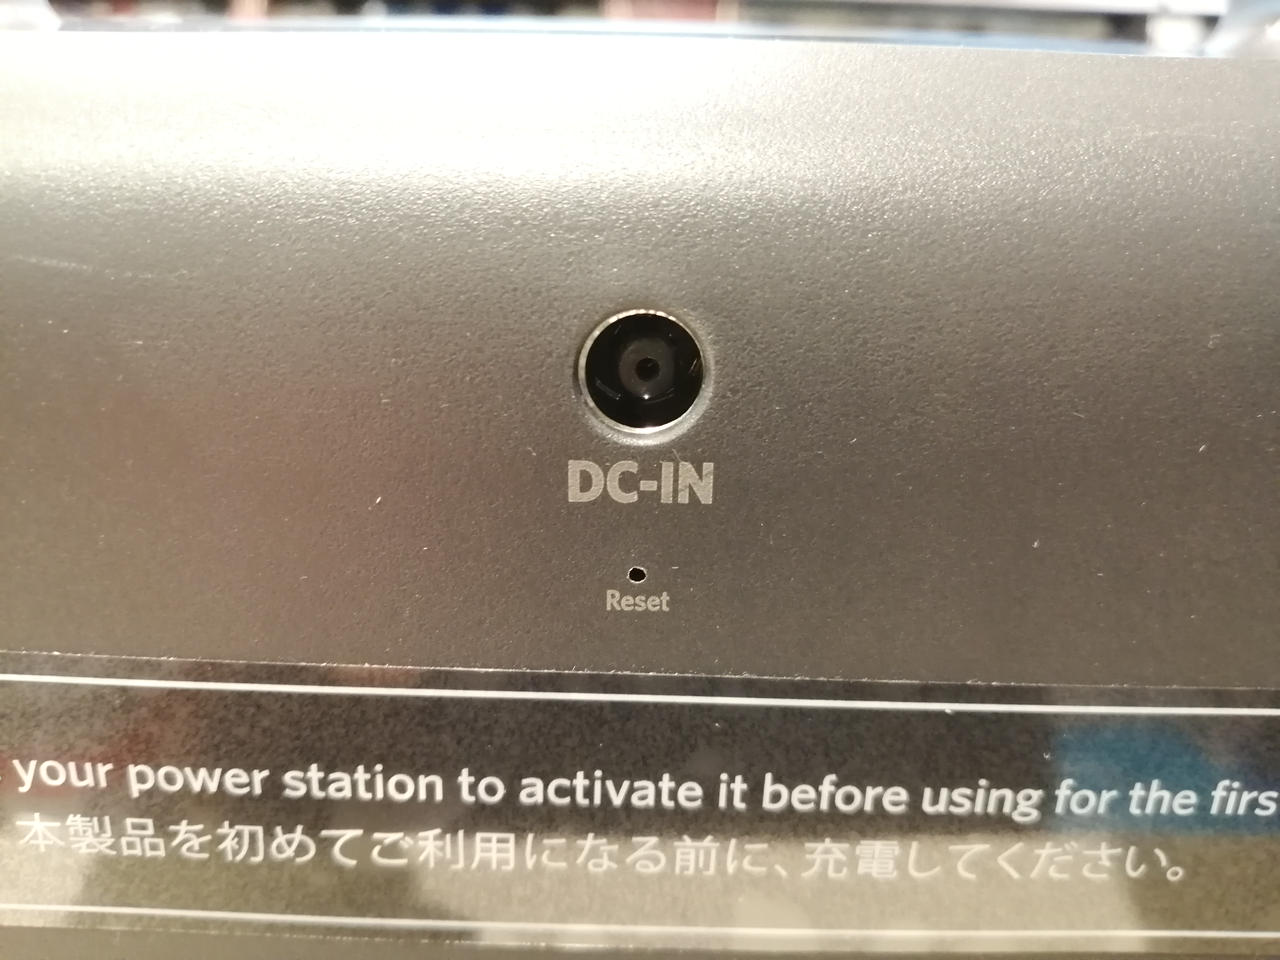 DC-IN
Reset
your power station to activate it before using for the firs
本製品を初めてご利用になる前に、充電してください。